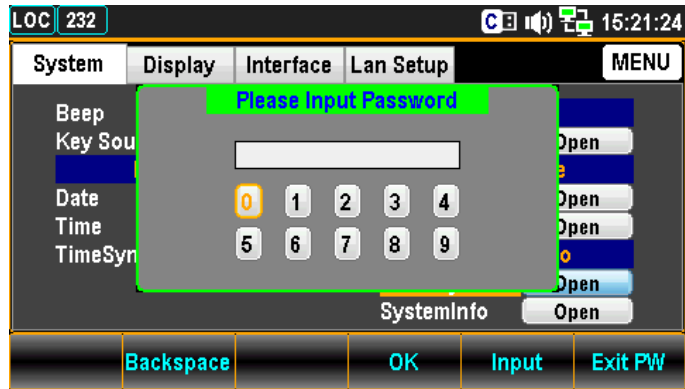 LOC 232 C 15:21:24
System Display Interface Lan Setup MENU
Please Input Password
Beep
Key Sou Open
Date Open
Time Open
TimeSyn
0 1 2 3 4
5 6 7 8 9
Open
SystemInfo Open
Backspace OK Input Exit PW